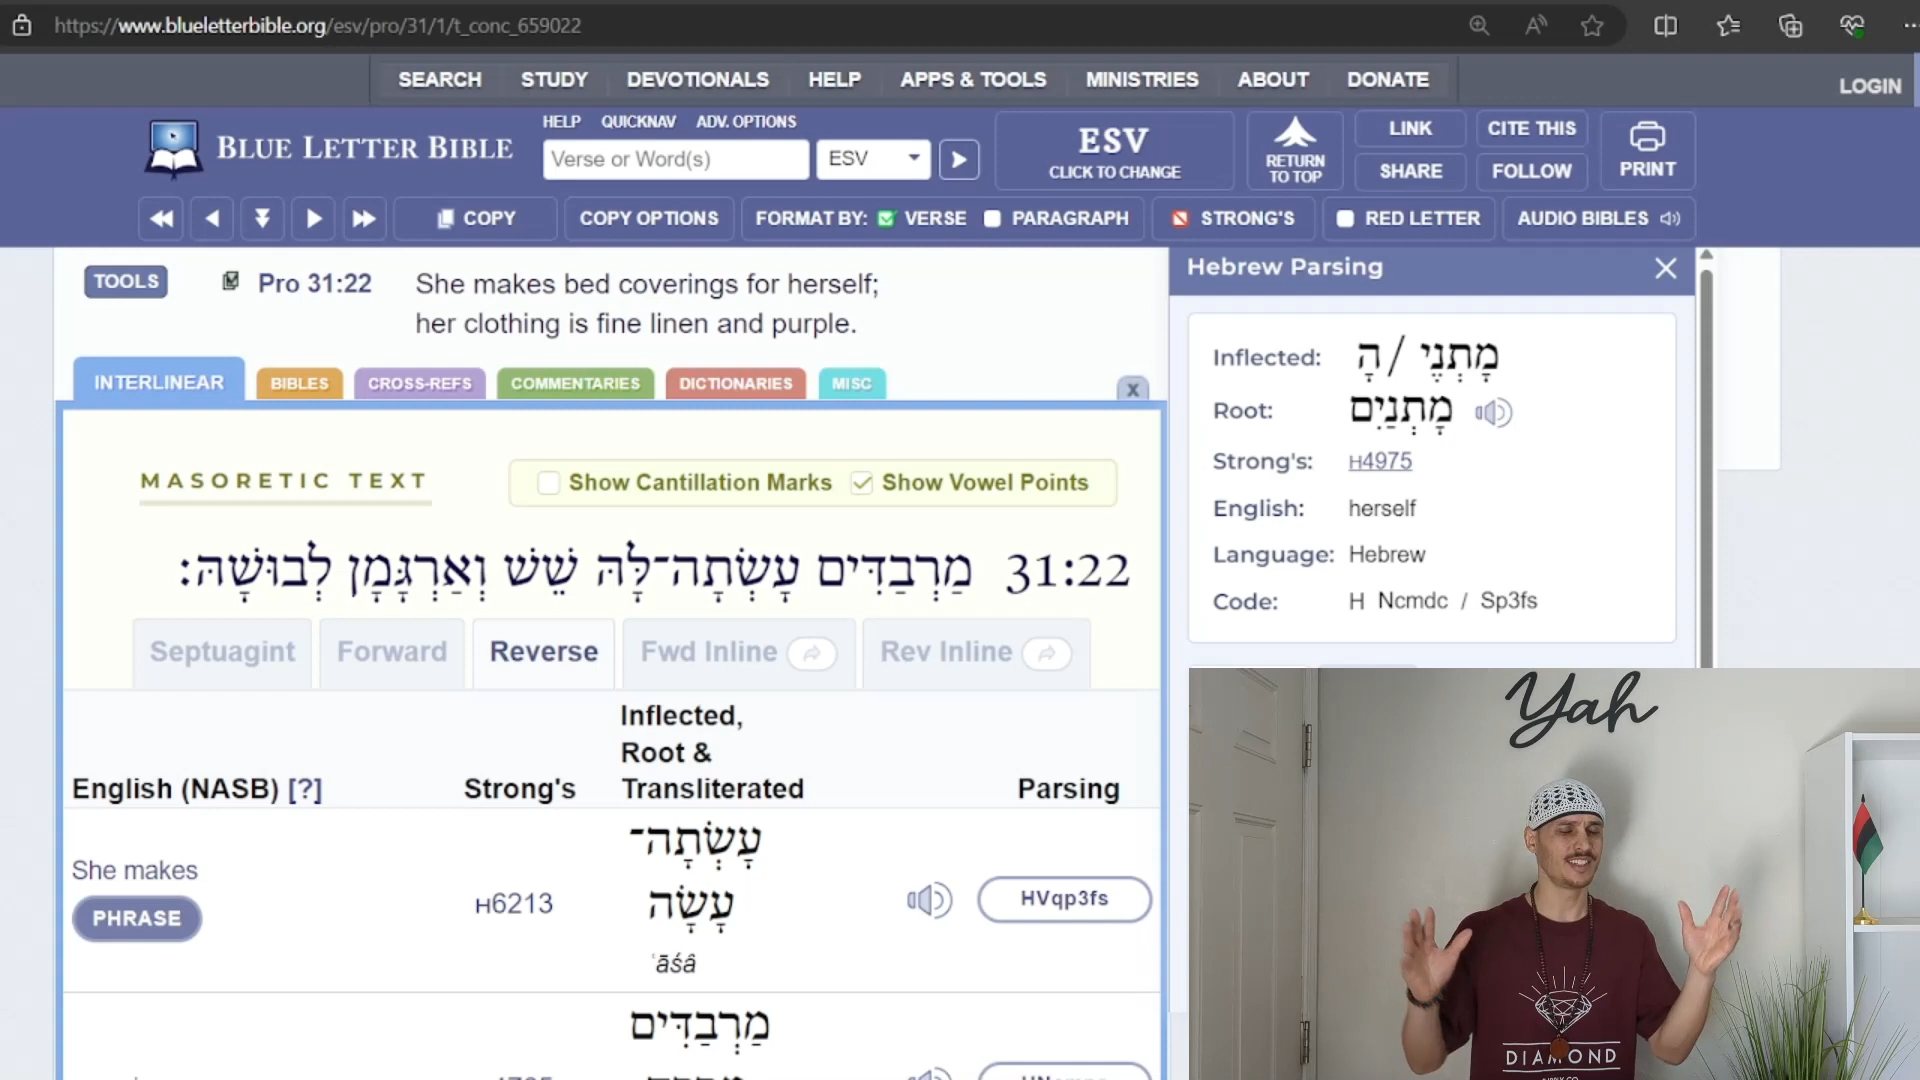 https://www.blueletterbible.org/esv/pro/31/1/t_conc_659022
SEARCH STUDY DEVOTIONALS HELP APPS & TOOLS MINISTRIES ABOUT DONATE
LOGIN
BLUE LETTER BIBLE
HELP QUICKNAV ADV. OPTIONS
Verse or Word(s)
ESV
ESV
CLICK TO CHANGE
RETURN
TO TOP
LINK
CITE THIS
SHARE
FOLLOW
PRINT
COPY
COPY OPTIONS
FORMAT BY: VERSE PARAGRAPH
STRONG'S
RED LETTER
AUDIO BIBLES
TOOLS
Pro 31:22
She makes bed coverings for herself;
her clothing is fine linen and purple.
INTERLINEAR BIBLES CROSS-REFS COMMENTARIES DICTIONARIES MISC
X
MASORETIC TEXT
Show Cantillation Marks Show Vowel Points
31:22 מַרְבַדִּים עָשְׂתָה־לָּהּ שֵׁשׁ וְאַרְגָּמָן לְבוּשָׁהּ׃
Septuagint Forward Reverse Fwd Inline Rev Inline
English (NASB) [?]
Strong's
Inflected,
Root &
Transliterated
Parsing
She makes
PHRASE
H6213
עָשְׂתָה־
עָשָׂה
ʿāśâ
HVqp3fs
מַרְבַדִּים
Hebrew Parsing
Inflected: מָתְנֶי / הָ
Root: מָתְנַיִם
Strong's: H4975
English: herself
Language: Hebrew
Code: H Ncmdc / Sp3fs
Yah
DIAMOND